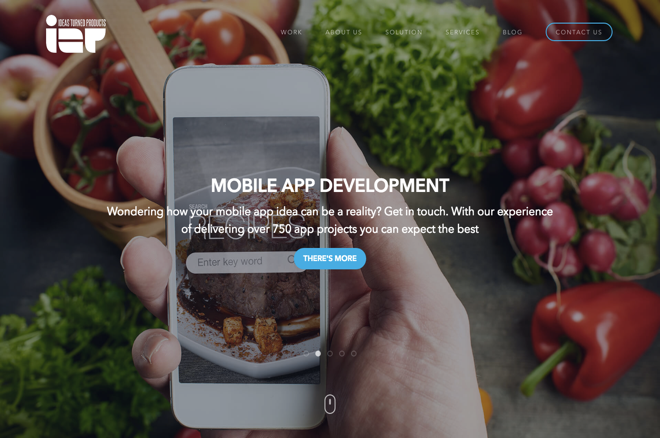 IDEAS TURNED PRODUCTS
WORK
ABOUT US
SOLUTION
SERVICES
BLOG
CONTACT US
MOBILE APP DEVELOPMENT
Wondering how your mobile app idea can be a reality? Get in touch. With our experience
of delivering over 750 app projects you can expect the best
SEARCH
Enter key word
THERE'S MORE